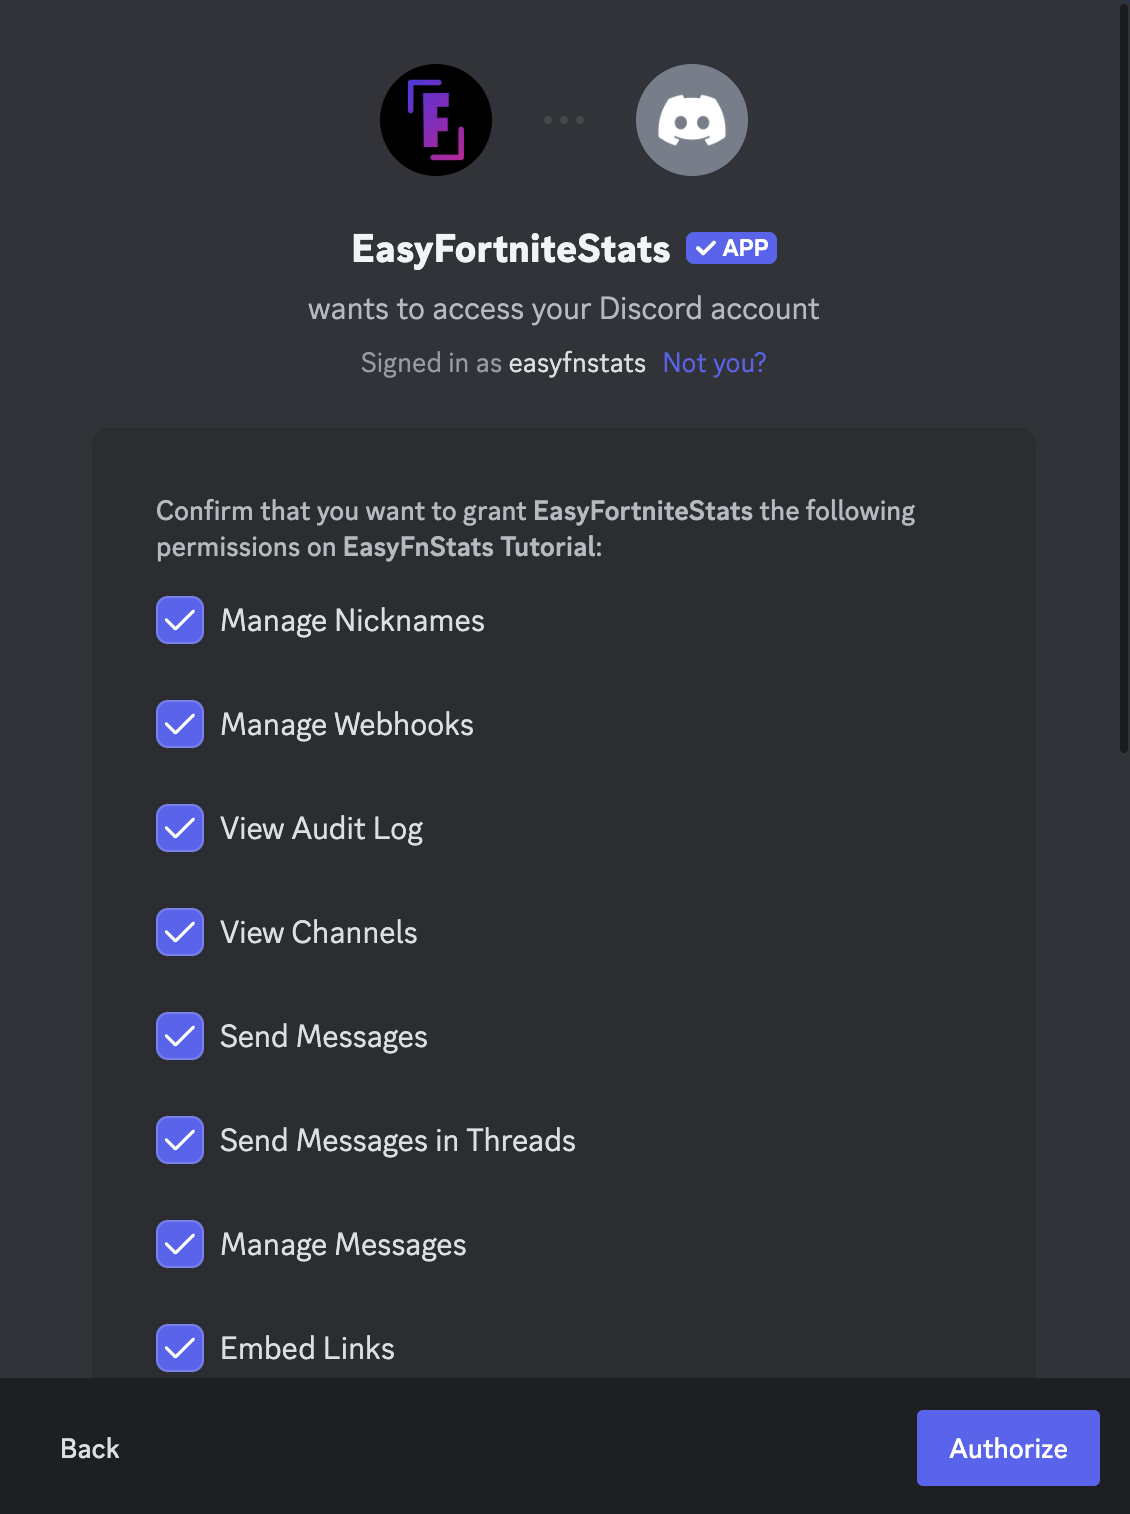 F
EasyFortniteStats APP
wants to access your Discord account
Signed in as easyfnstats Not you?
Confirm that you want to grant EasyFortniteStats the following
permissions on EasyFnStats Tutorial:
Manage Nicknames
Manage Webhooks
View Audit Log
View Channels
Send Messages
Send Messages in Threads
Manage Messages
Embed Links
Back Authorize